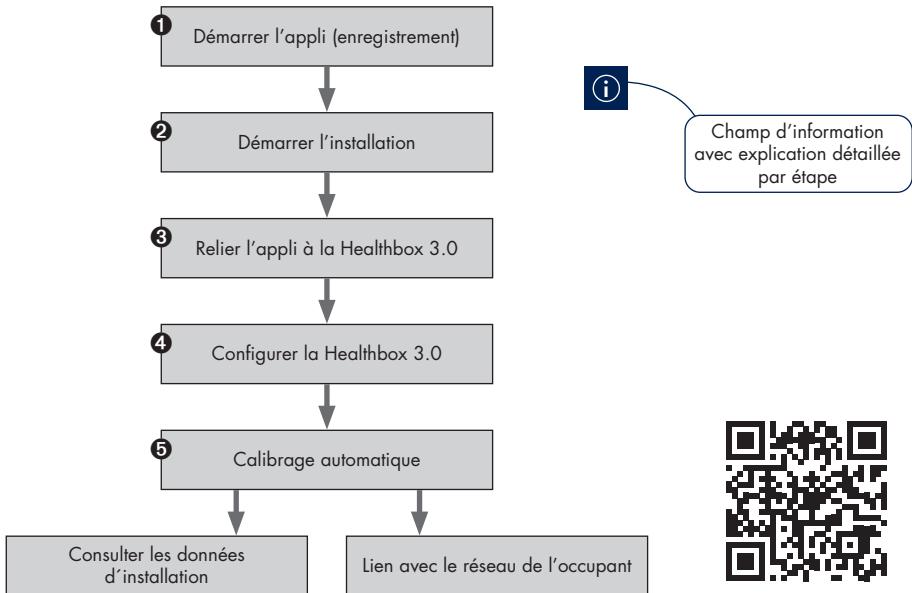 ❶ Démarrer l’appli (enregistrement)
❷ Démarrer l’installation
❸ Relier l’appli à la Healthbox 3.0
❹ Configurer la Healthbox 3.0
❺ Calibrage automatique
Consulter les données
d´installation
Lien avec le réseau de l’occupant
i
Champ d’information
avec explication détaillée
par étape